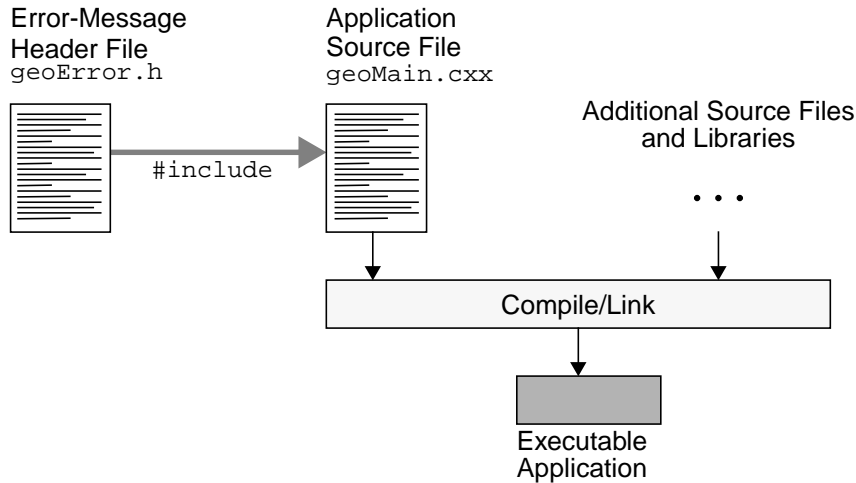 Error-Message
Header File
geoError.h
Application
Source File
geoMain.cxx
#include
Additional Source Files
and Libraries
. . .
Compile/Link
Executable
Application